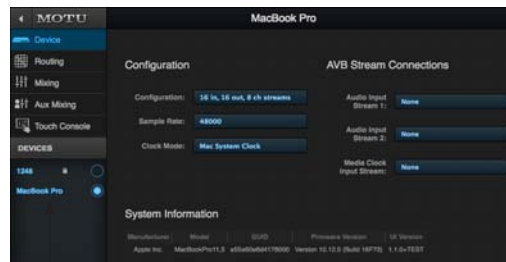 MOTU
MacBook Pro
Device
Routing
Mixing
Aux Mixing
Touch Console
DEVICES
1248
MacBook Pro
Configuration
Configuration: 16 in, 16 out, 8 ch streams
Sample Rate: 48000
Clock Mode: Mac System Clock
AVB Stream Connections
Audio Input Stream 1: None
Audio Input Stream 2: None
Media Clock Input Stream: None
System Information
Manufacturer Model GUID Firmware Version UI Version
Apple Inc. MacBookPro11,3 Version 10.12.5 (Build 16F73) 1.1.0+TEST